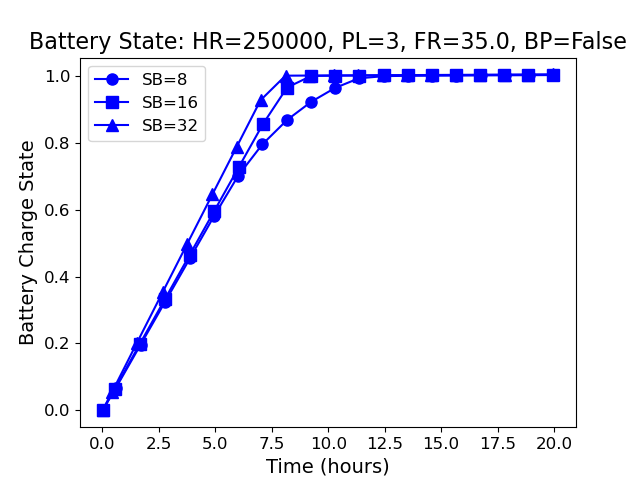 Battery State: HR=250000, PL=3, FR=35.0, BP=False
SB=8
SB=16
SB=32
Battery Charge State
1.0
0.8
0.6
0.4
0.2
0.0
0.0 2.5 5.0 7.5 10.0 12.5 15.0 17.5 20.0
Time (hours)